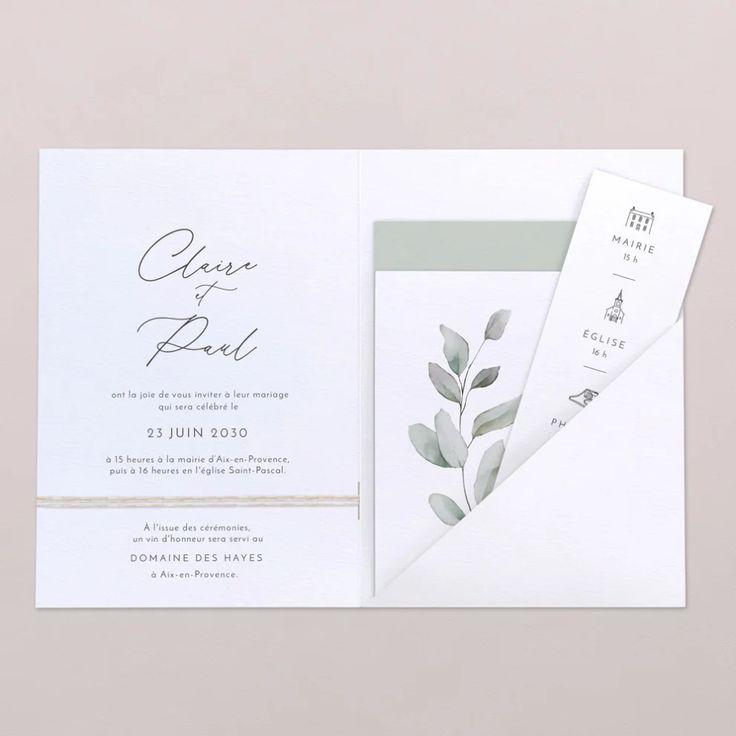 Claire
et
Paul
ont la joie de vous inviter à leur mariage
qui sera célébré le
23 JUIN 2030
à 15 heures à la mairie d'Aix-en-Provence,
puis à 16 heures en l'église Saint-Pascal.
À l'issue des cérémonies,
un vin d'honneur sera servi au
DOMAINE DES HAYES
à Aix-en-Provence.
MAIRIE
15 h
ÉGLISE
16 h
PH